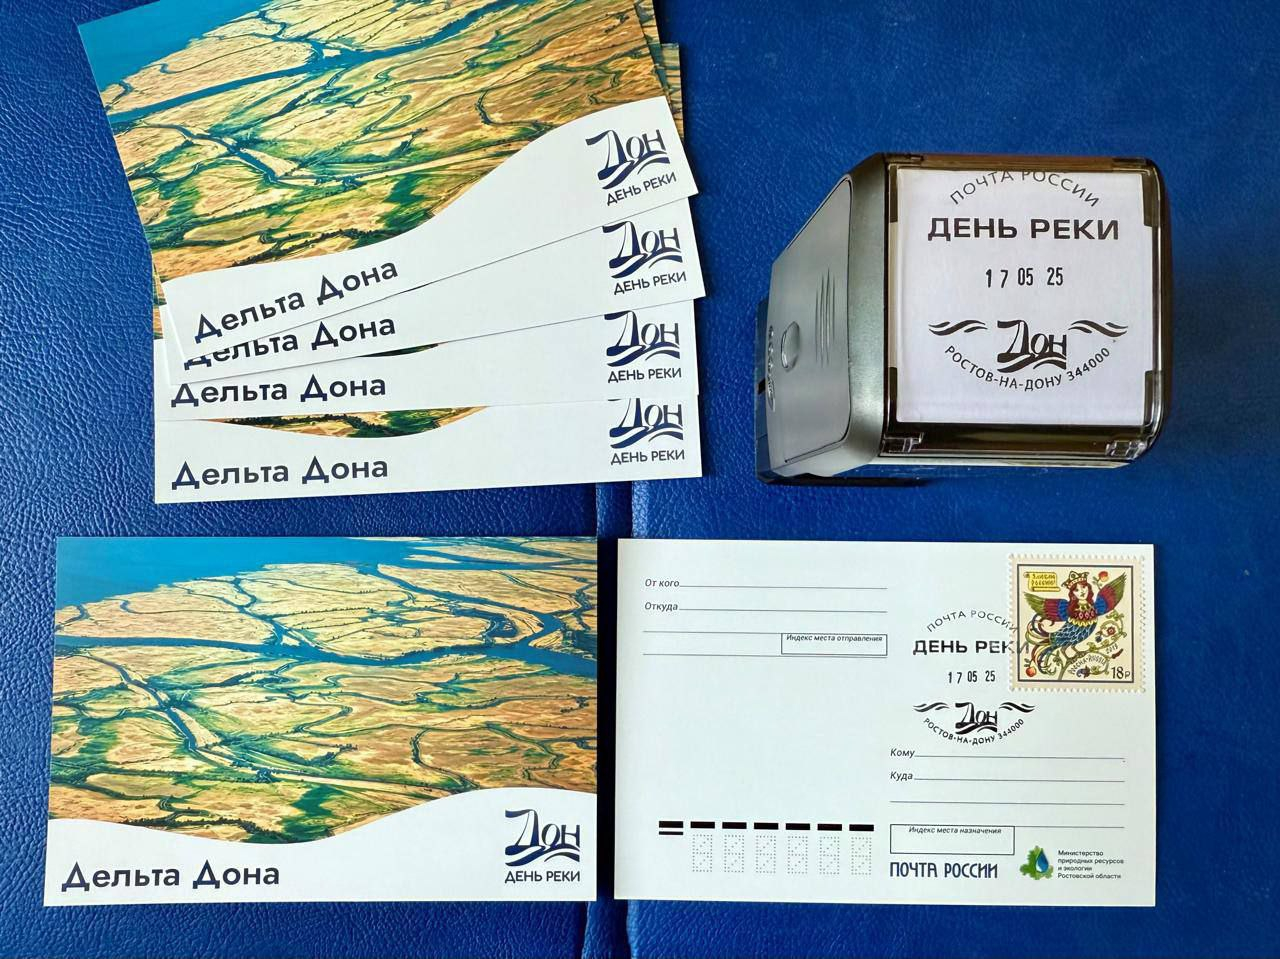 Дон
ДЕНЬ РЕКИ
Дельта Дона
Дон
ДЕНЬ РЕКИ
Дельта Дона
Дон
ДЕНЬ РЕКИ
Дельта Дона
Дон
ДЕНЬ РЕКИ
Дельта Дона
ПОЧТА РОССИИ
ДЕНЬ РЕКИ
17 05 25
Дон
РОСТОВ-НА-ДОНУ 344000
Дон
ДЕНЬ РЕКИ
Дельта Дона
От кого
Откуда
Индекс места отправления
ПОЧТА РОССИИ
ДЕНЬ РЕКИ
17 05 25
Дон
РОСТОВ-НА-ДОНУ 344000
18₽
Кому
Куда
Индекс места назначения
ПОЧТА РОССИИ
Министерство
природных ресурсов
и экологии
Ростовской области